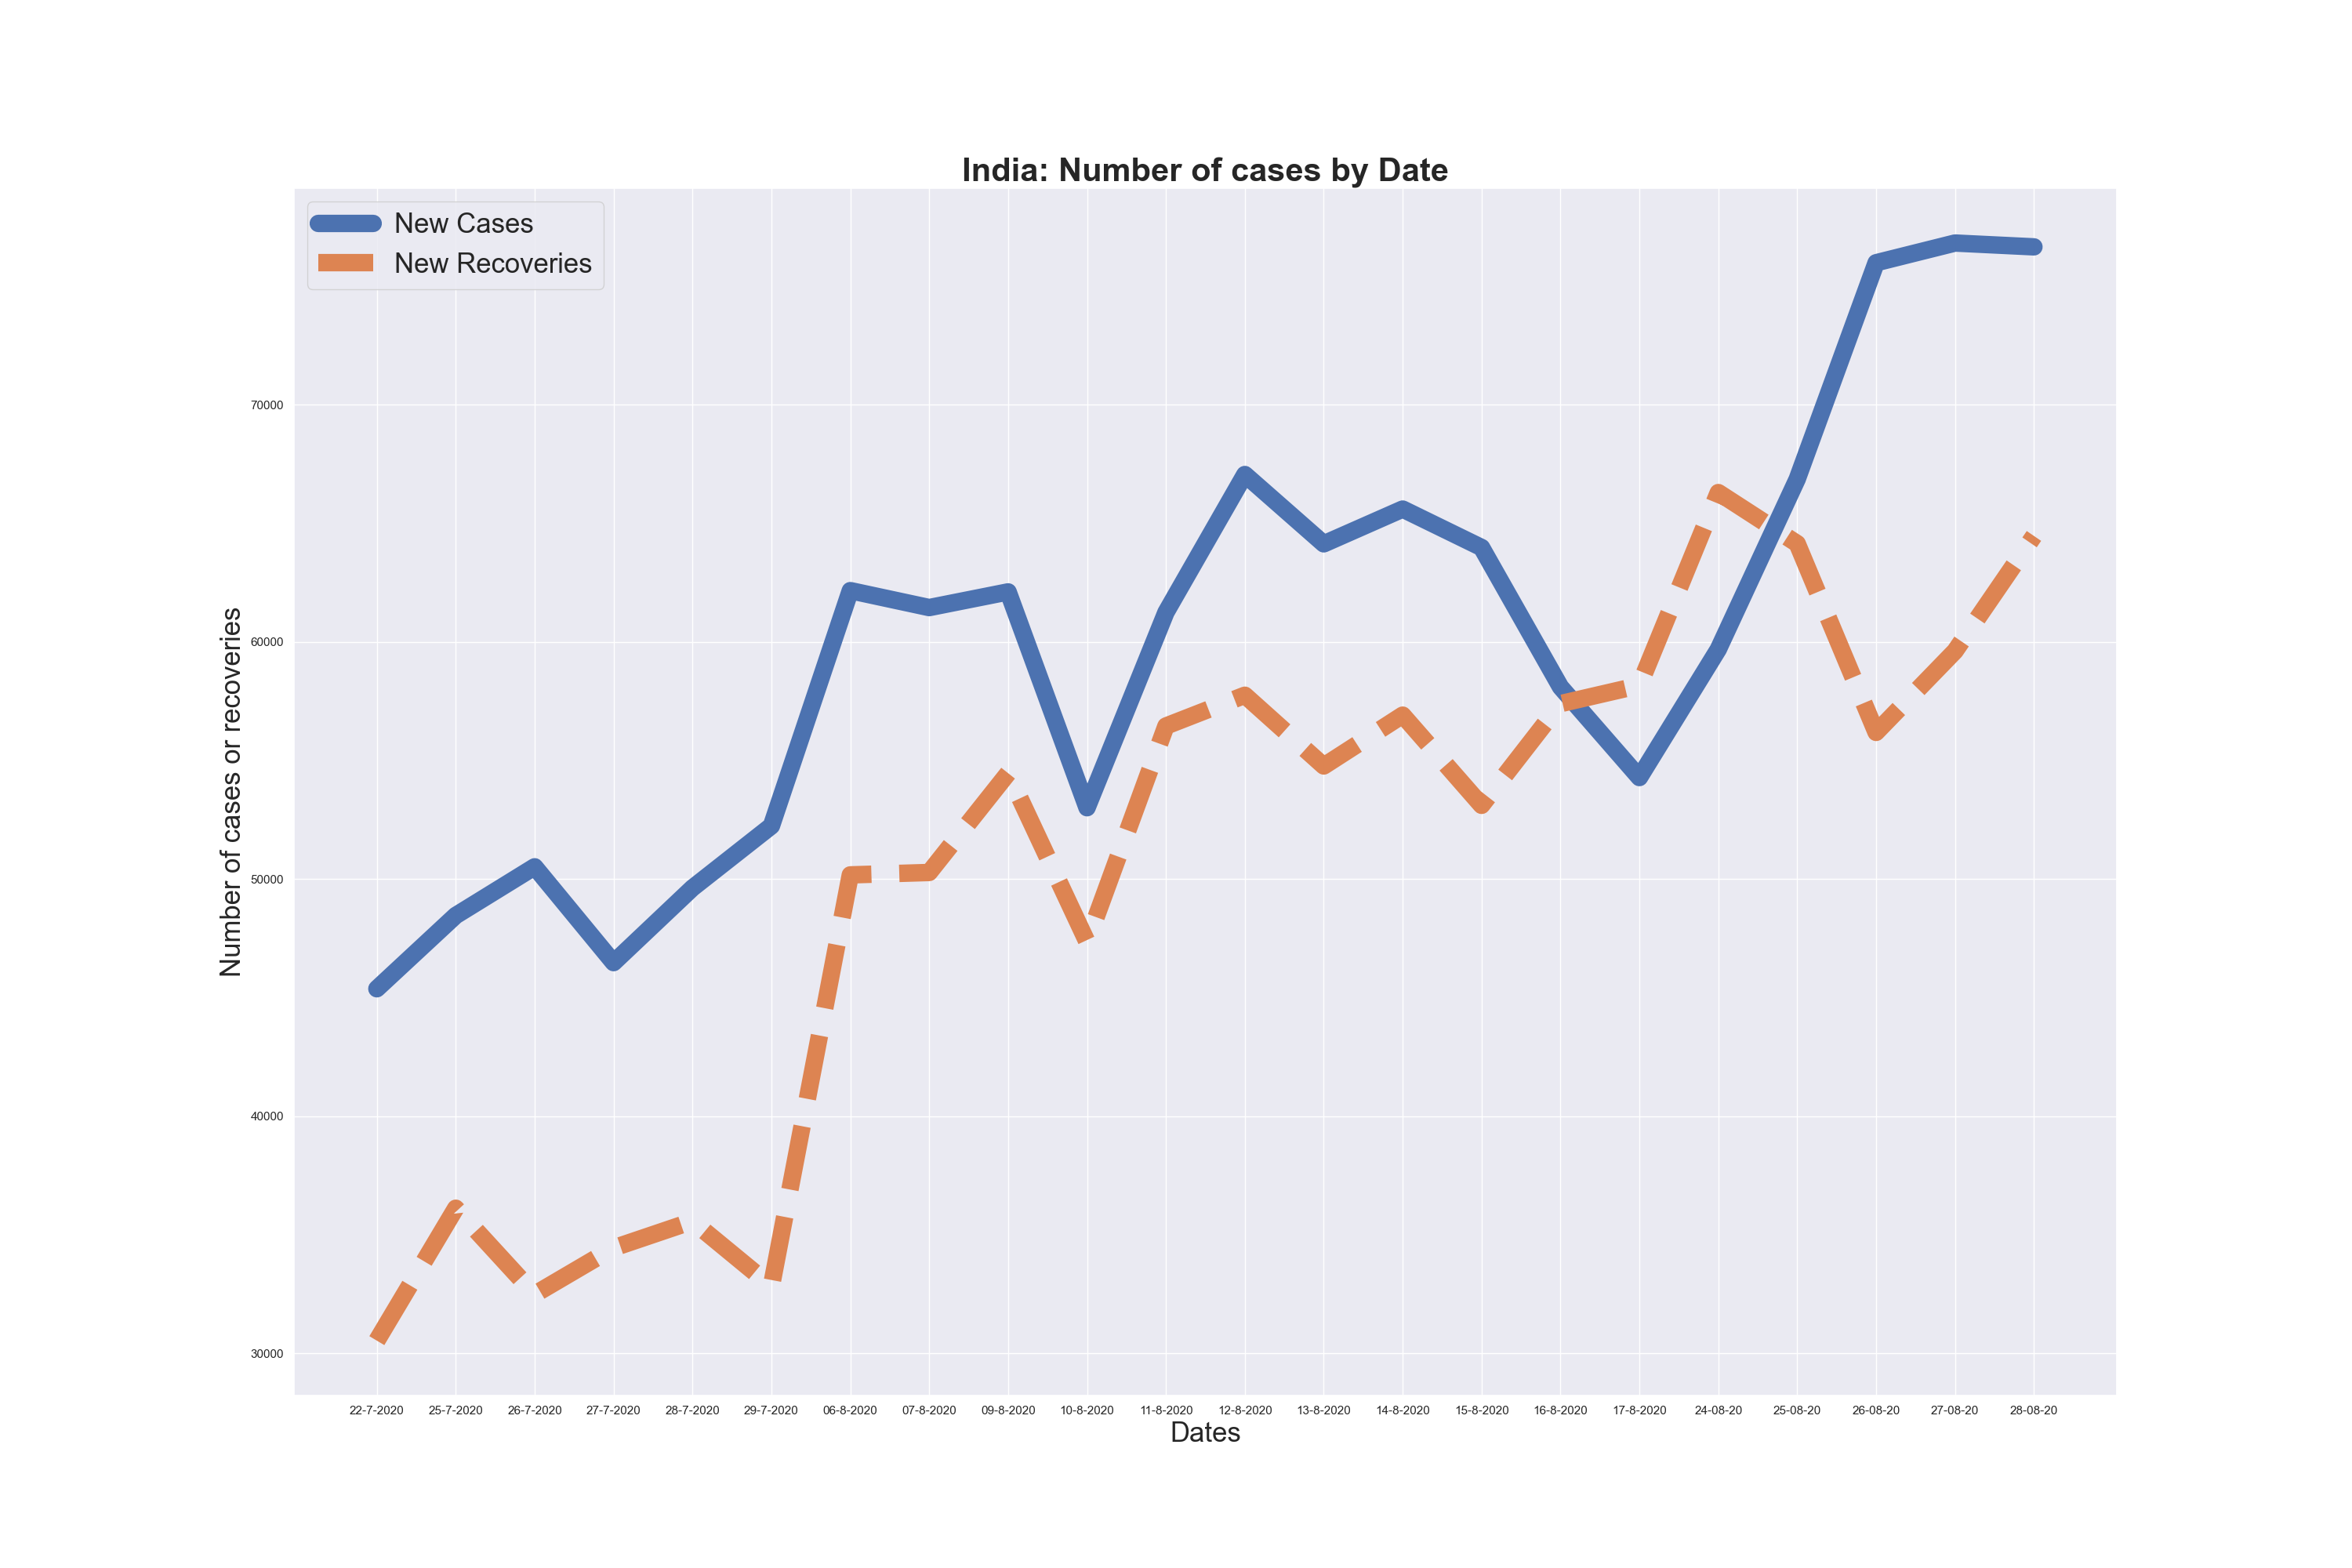 India: Number of cases by Date
New Cases
New Recoveries
Number of cases or recoveries
70000
60000
50000
40000
30000
22-7-2020 25-7-2020 26-7-2020 27-7-2020 28-7-2020 29-7-2020 06-8-2020 07-8-2020 09-8-2020 10-8-2020 11-8-2020 12-8-2020 13-8-2020 14-8-2020 15-8-2020 16-8-2020 17-8-2020 24-08-20 25-08-20 26-08-20 27-08-20 28-08-20
Dates